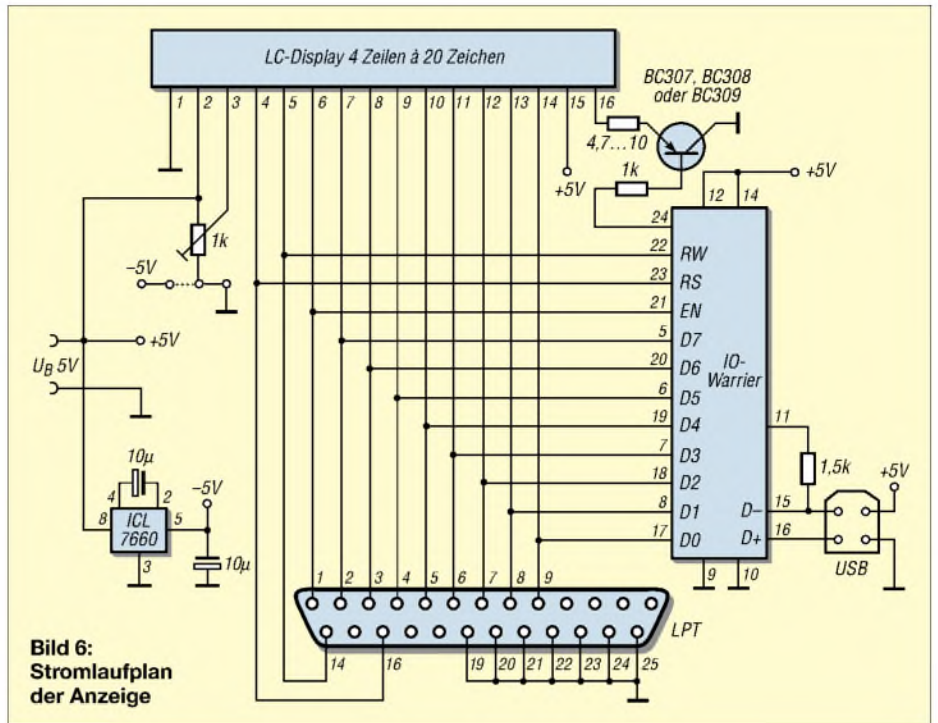 LC-Display 4 Zeilen à 20 Zeichen
BC307, BC308
oder BC309
1 2 3 4 5 6 7 8 9 10 11 12 13 14 15 16
4,7...10
1k
+5V
+5V
12 14
24
22 RW
23 RS
21 EN
5 D7
20 D6
6 D5
19 D4
7 D3
18 D2
8 D1
17 D0
IO-
Warrier
11
1,5k
+5V
D– 15
D+ 16
USB
9 10
1k
–5V
+5V
UB 5V
10µ
4 2
–5V
8 ICL 5
7660
3
10µ
1 2 3 4 5 6 7 8 9
LPT
14 16 19 20 21 22 23 24 25
Bild 6:
Stromlaufplan
der Anzeige